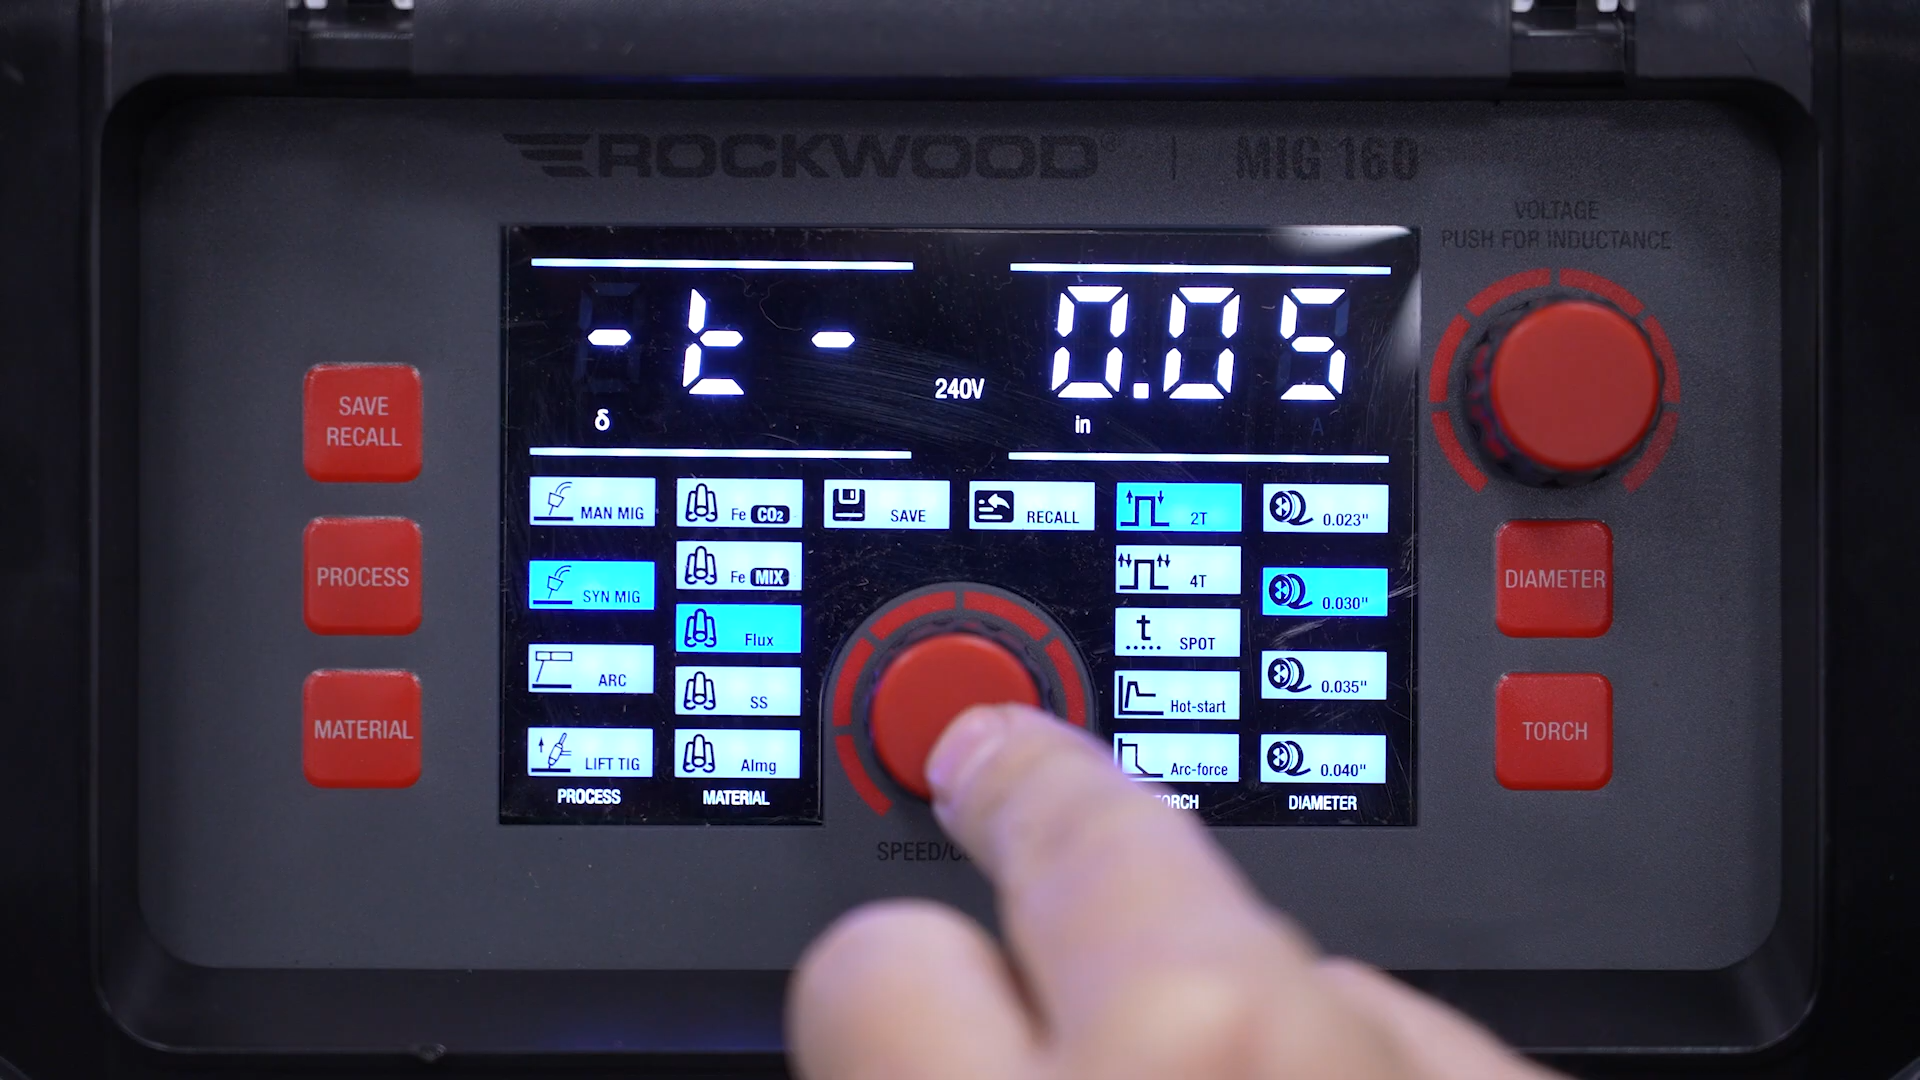 ROCKWOOD® | MIG 160
VOLTAGE
PUSH FOR INDUCTANCE
-t- 0.05
240V
δ in A
SAVE
RECALL
PROCESS
MATERIAL
MAN MIG
SYN MIG
ARC
LIFT TIG
PROCESS
Fe CO2
Fe MIX
Flux
SS
Almg
MATERIAL
SAVE
RECALL
2T
4T
t SPOT
Hot-start
Arc-force
0.023"
0.030"
0.035"
0.040"
DIAMETER
DIAMETER
TORCH